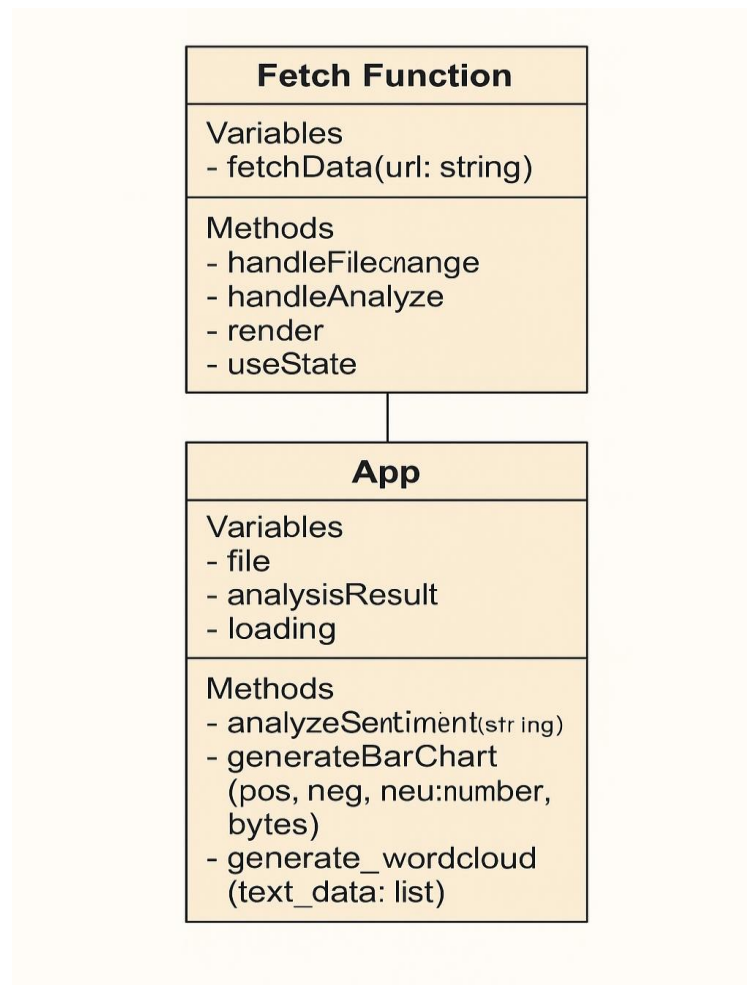 Fetch Function
Variables
- fetchData(url: string)
Methods
- handleFilecnange
- handleAnalyze
- render
- useState
App
Variables
- file
- analysisResult
- loading
Methods
- analyzeSentiment(str ing)
- generateBarChart
(pos, neg, neu:number,
bytes)
- generate_wordcloud
(text_data: list)